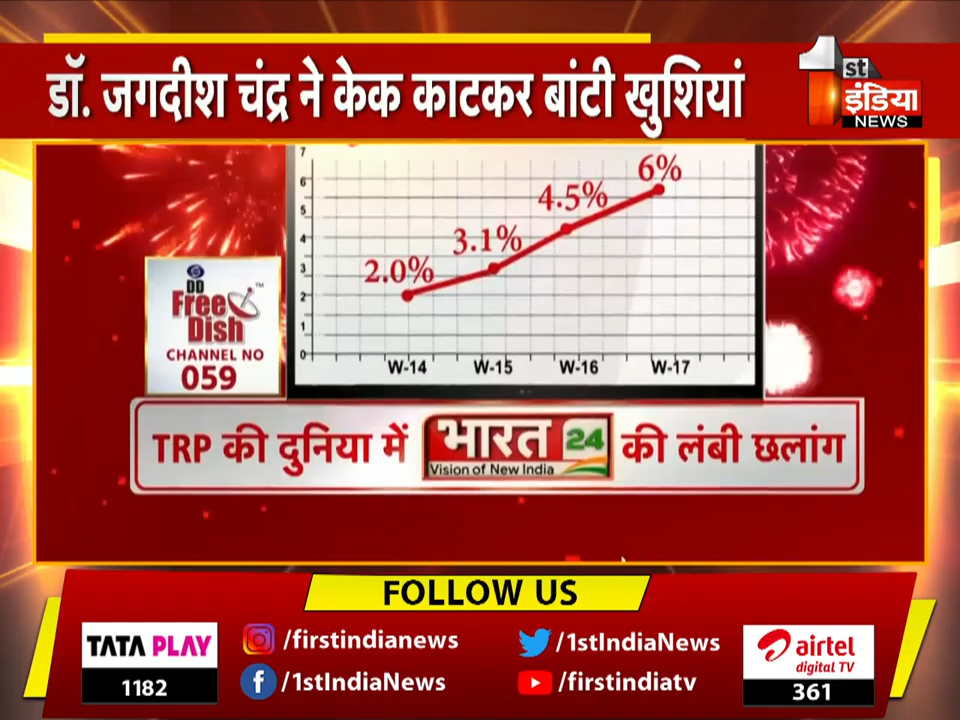 डॉ. जगदीश चंद्र ने केक काटकर बांटी खुशियां
1st
इंडिया
NEWS
7
6
5
4
3
2
1
0
2.0%
3.1%
4.5%
6%
W-14 W-15 W-16 W-17
DD
Free
Dish
TM
CHANNEL NO
059
TRP की दुनिया में भारत 24 की लंबी छलांग
Vision of New India
FOLLOW US
TATA PLAY
1182
/firstindianews
/1stIndiaNews
/1stIndiaNews
/firstindiatv
airtel
digital TV
361